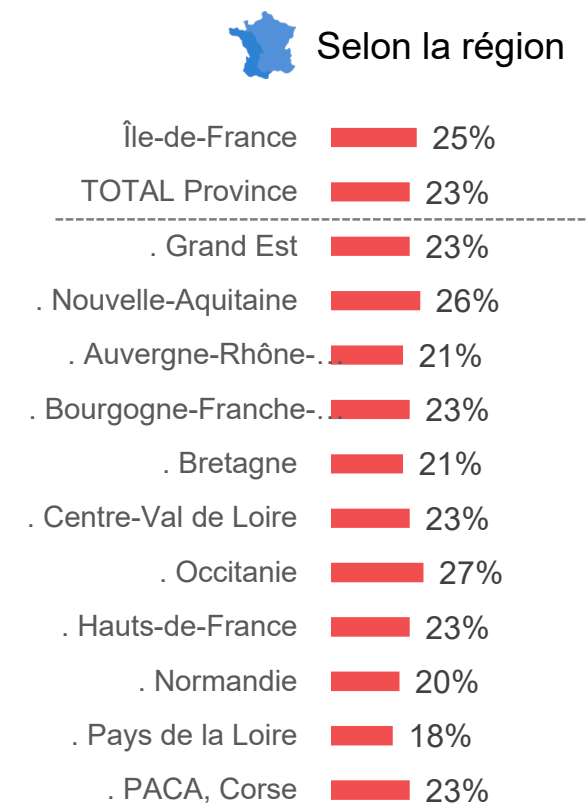 Selon la région
Île-de-France 25%
TOTAL Province 23%
. Grand Est 23%
. Nouvelle-Aquitaine 26%
. Auvergne-Rhône-... 21%
. Bourgogne-Franche-... 23%
. Bretagne 21%
. Centre-Val de Loire 23%
. Occitanie 27%
. Hauts-de-France 23%
. Normandie 20%
. Pays de la Loire 18%
. PACA, Corse 23%